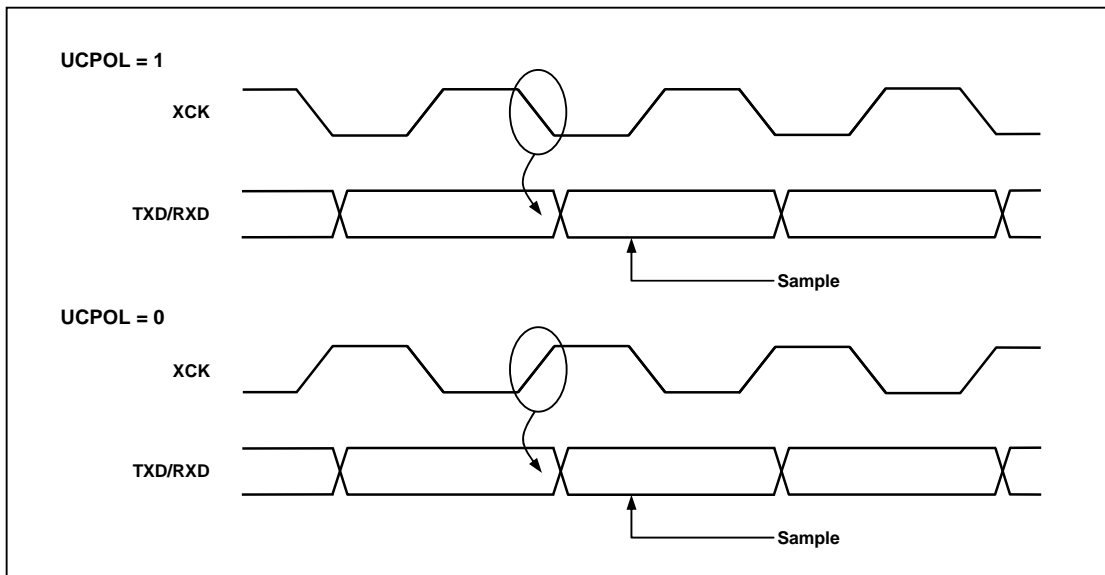 UCPOL = 1
XCK
TXD/RXD
Sample
UCPOL = 0
XCK
TXD/RXD
Sample